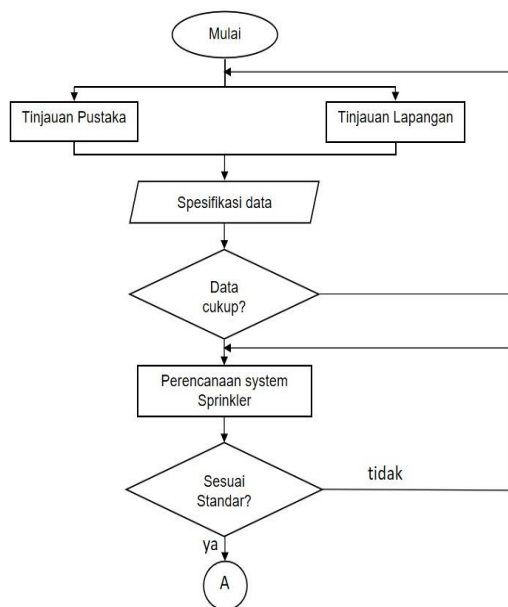 Mulai
Tinjauan Pustaka
Tinjauan Lapangan
Spesifikasi data
Data
cukup?
Perencanaan system
Sprinkler
Sesuai
Standar?
tidak
ya
A